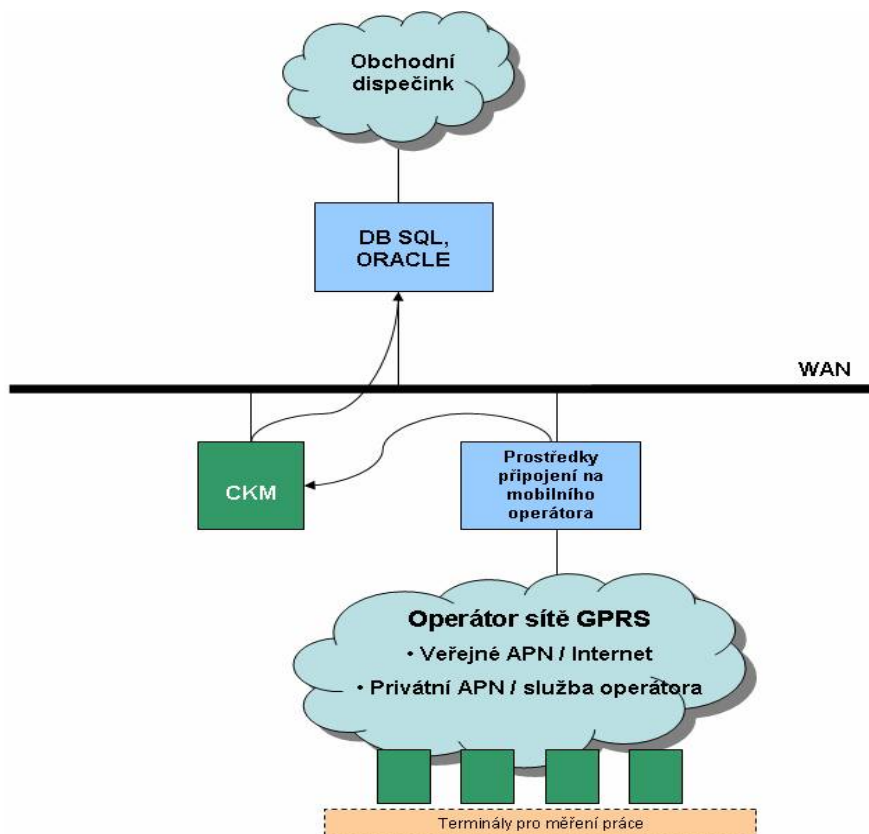 Obchodní
dispečink
DB SQL,
ORACLE
WAN
CKM
Prostředky
připojení na
mobilního
operátora
Operátor sítě GPRS
• Veřejné APN / Internet
• Privátní APN / služba operátora
Terminály pro měření práce